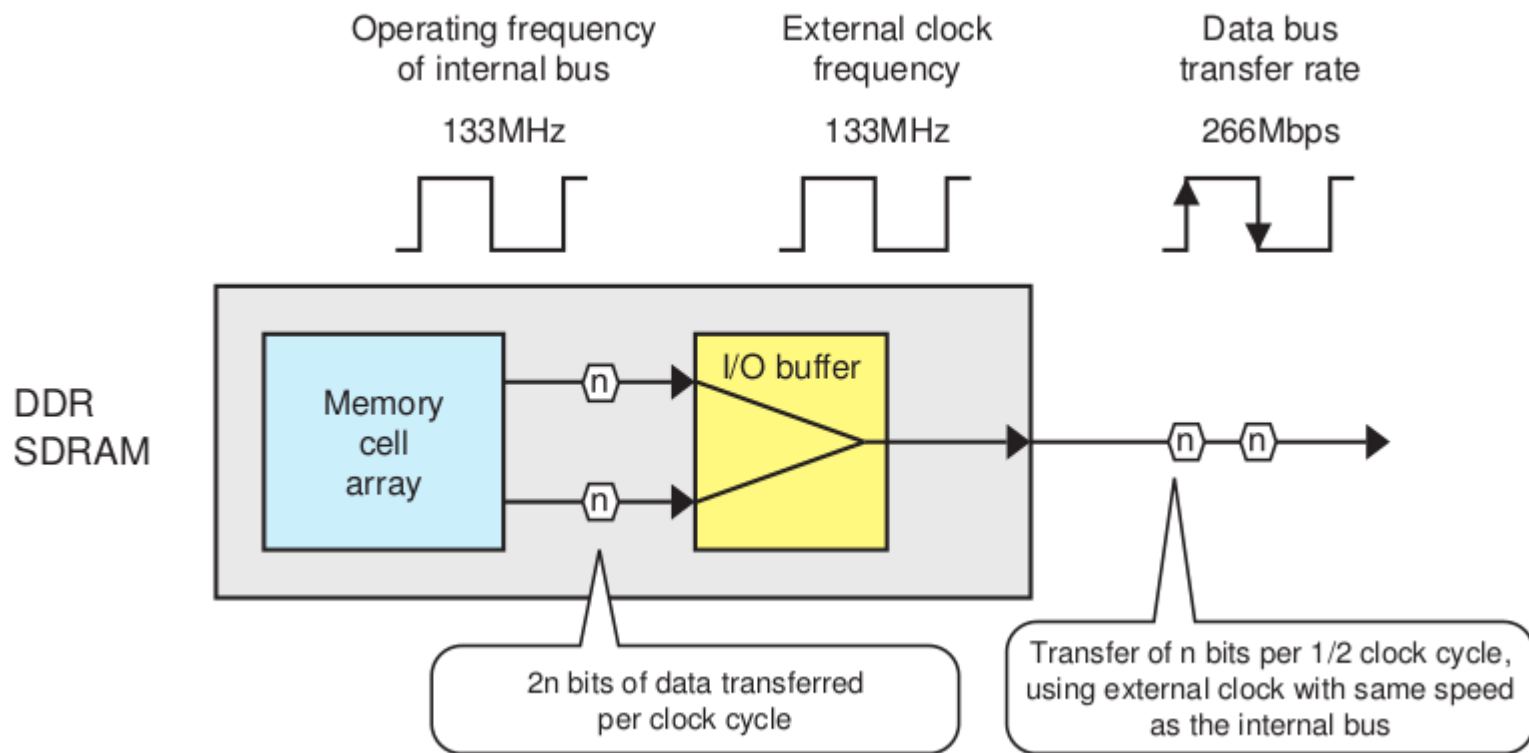 Operating frequency
of internal bus
133MHz
External clock
frequency
133MHz
Data bus
transfer rate
266Mbps
DDR
SDRAM
Memory
cell
array
n
n
I/O buffer
n
n
2n bits of data transferred
per clock cycle
Transfer of n bits per 1/2 clock cycle,
using external clock with same speed
as the internal bus